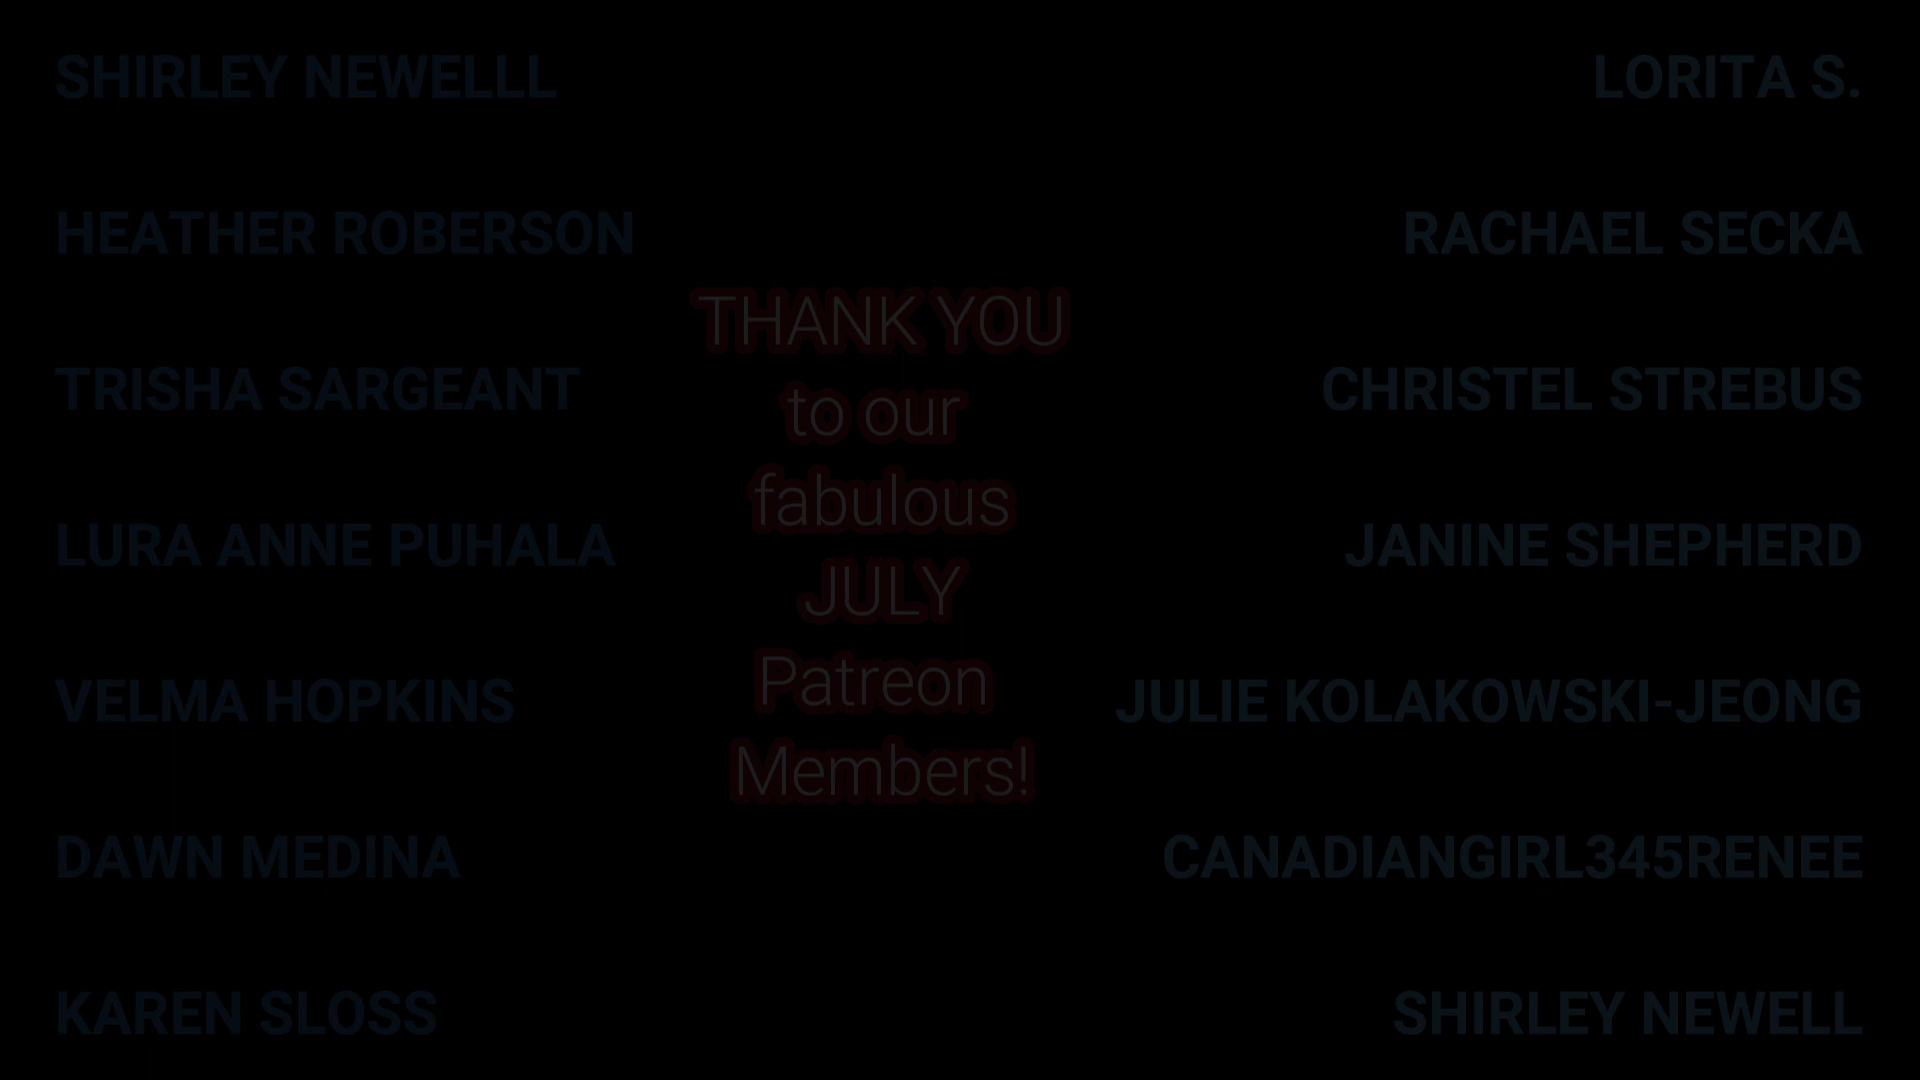 SHIRLEY NEWELLL
HEATHER ROBERSON
TRISHA SARGEANT
LURA ANNE PUHALA
VELMA HOPKINS
DAWN MEDINA
KAREN SLOSS
THANK YOU
to our
fabulous
JULY
Patreon
Members!
LORITA S.
RACHAEL SECKA
CHRISTEL STREBUS
JANINE SHEPHERD
JULIE KOLAKOWSKI-JEONG
CANADIANGIRL345RENEE
SHIRLEY NEWELL